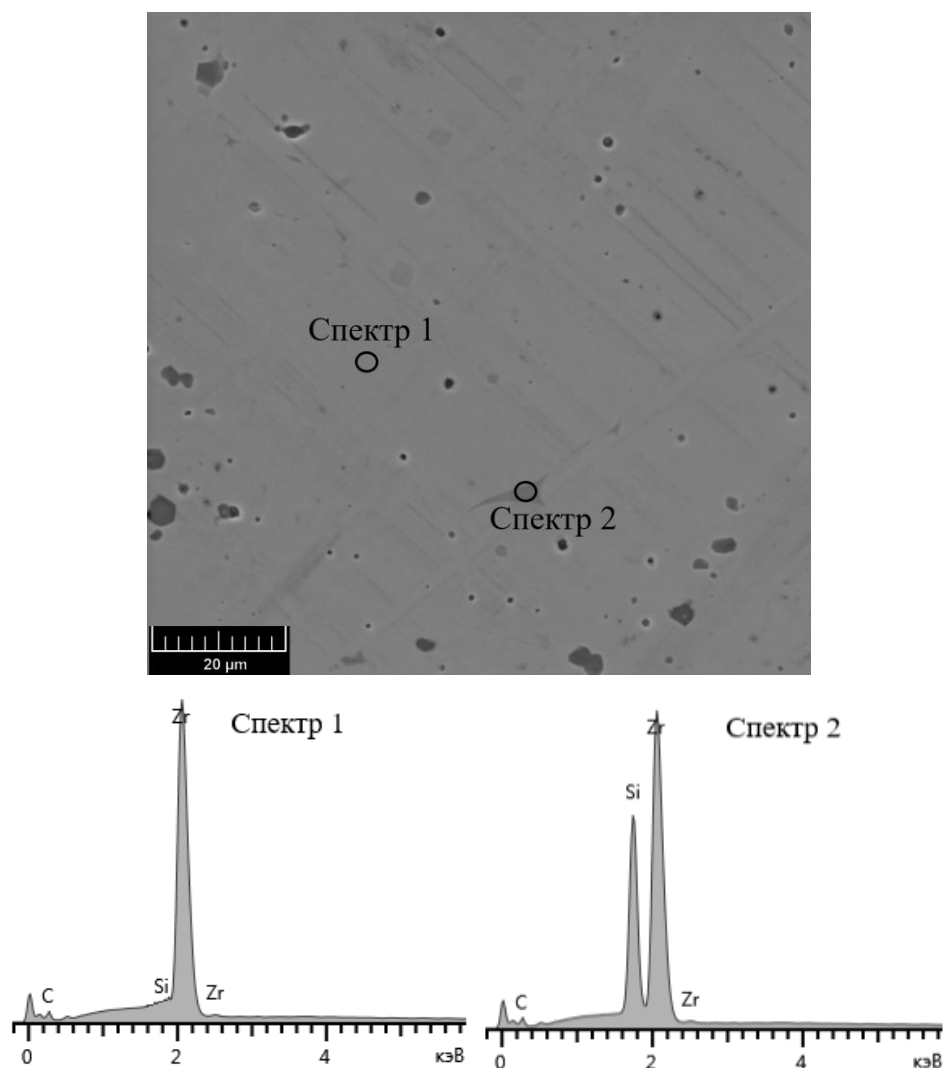 Спектр 1
Спектр 2
20 µm
Zr Спектр 1
C Si Zr
0 2 4 кэВ
Zr Спектр 2
Si
C Zr
0 2 4 кэВ